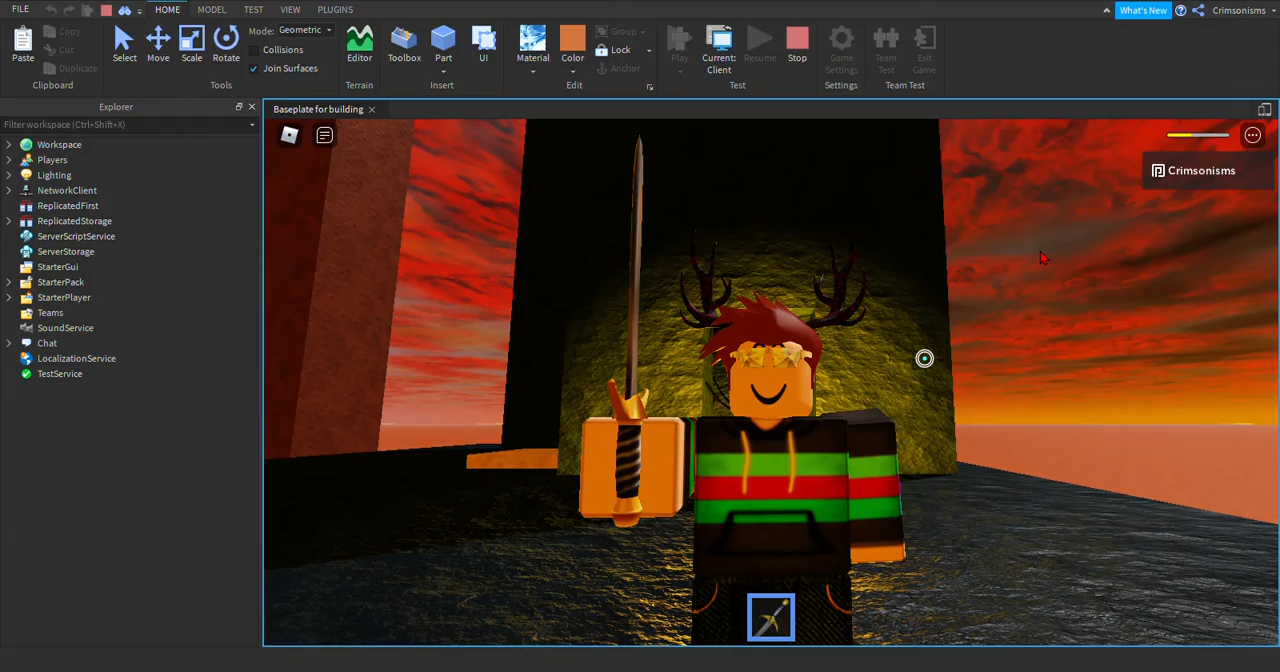 FILE HOME MODEL TEST VIEW PLUGINS What's New Crimsonisms
Paste Copy Cut Duplicate Clipboard
Select Move Scale Rotate Mode: Geometric Collisions Join Surfaces Tools
Editor Terrain
Toolbox Part UI Insert
Material Color Group Lock Anchor Edit
Play Current: Client Resume Stop Test
Game Settings Settings
Team Test Exit Game Team Test
Explorer
Filter workspace (Ctrl+Shift+X)
Workspace
Players
Lighting
NetworkClient
ReplicatedFirst
ReplicatedStorage
ServerScriptService
ServerStorage
StarterGui
StarterPack
StarterPlayer
Teams
SoundService
Chat
LocalizationService
TestService
Baseplate for building
Crimsonisms